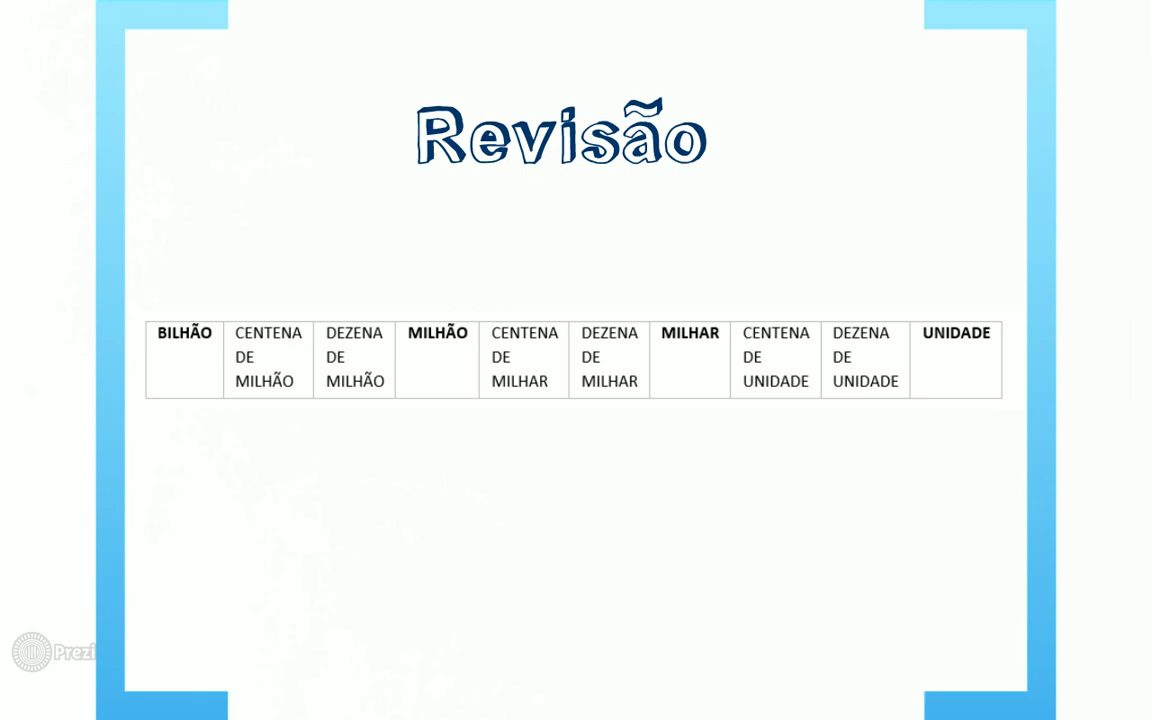 Revisão
BILHÃO CENTENA DEZENA MILHÃO CENTENA DEZENA MILHAR CENTENA DEZENA UNIDADE
DE DE DE DE DE DE
MILHÃO MILHÃO MILHAR MILHAR UNIDADE UNIDADE
Prezi